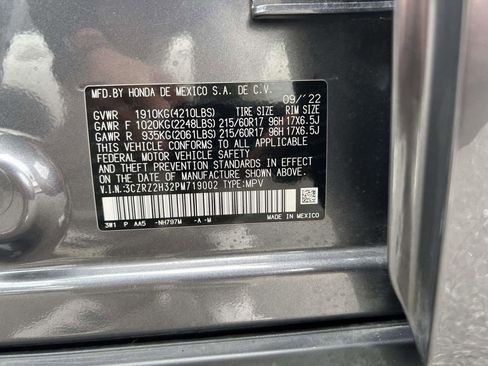 MFD.BY HONDA DE MEXICO S.A. DE C.V.
09/'22
GVWR 1910KG(4210LBS) TIRE SIZE RIM SIZE
GAWR F 1020KG(2248LBS) 215/60R17 96H 17X6.5J
GAWR R 935KG(2061LBS) 215/60R17 96H 17X6.5J
THIS VEHICLE CONFORMS TO ALL APPLICABLE
FEDERAL MOTOR VEHICLE SAFETY, BUMPER,
AND THEFT PREVENTION STANDARDS IN EFFECT
ON THE DATE OF MANUFACTURE SHOWN ABOVE.
V.I.N.:3CZRZ2H32PM719002 TYPE:MPV
3W1 P AA5 -NH797M -A-M MADE IN MEXICO